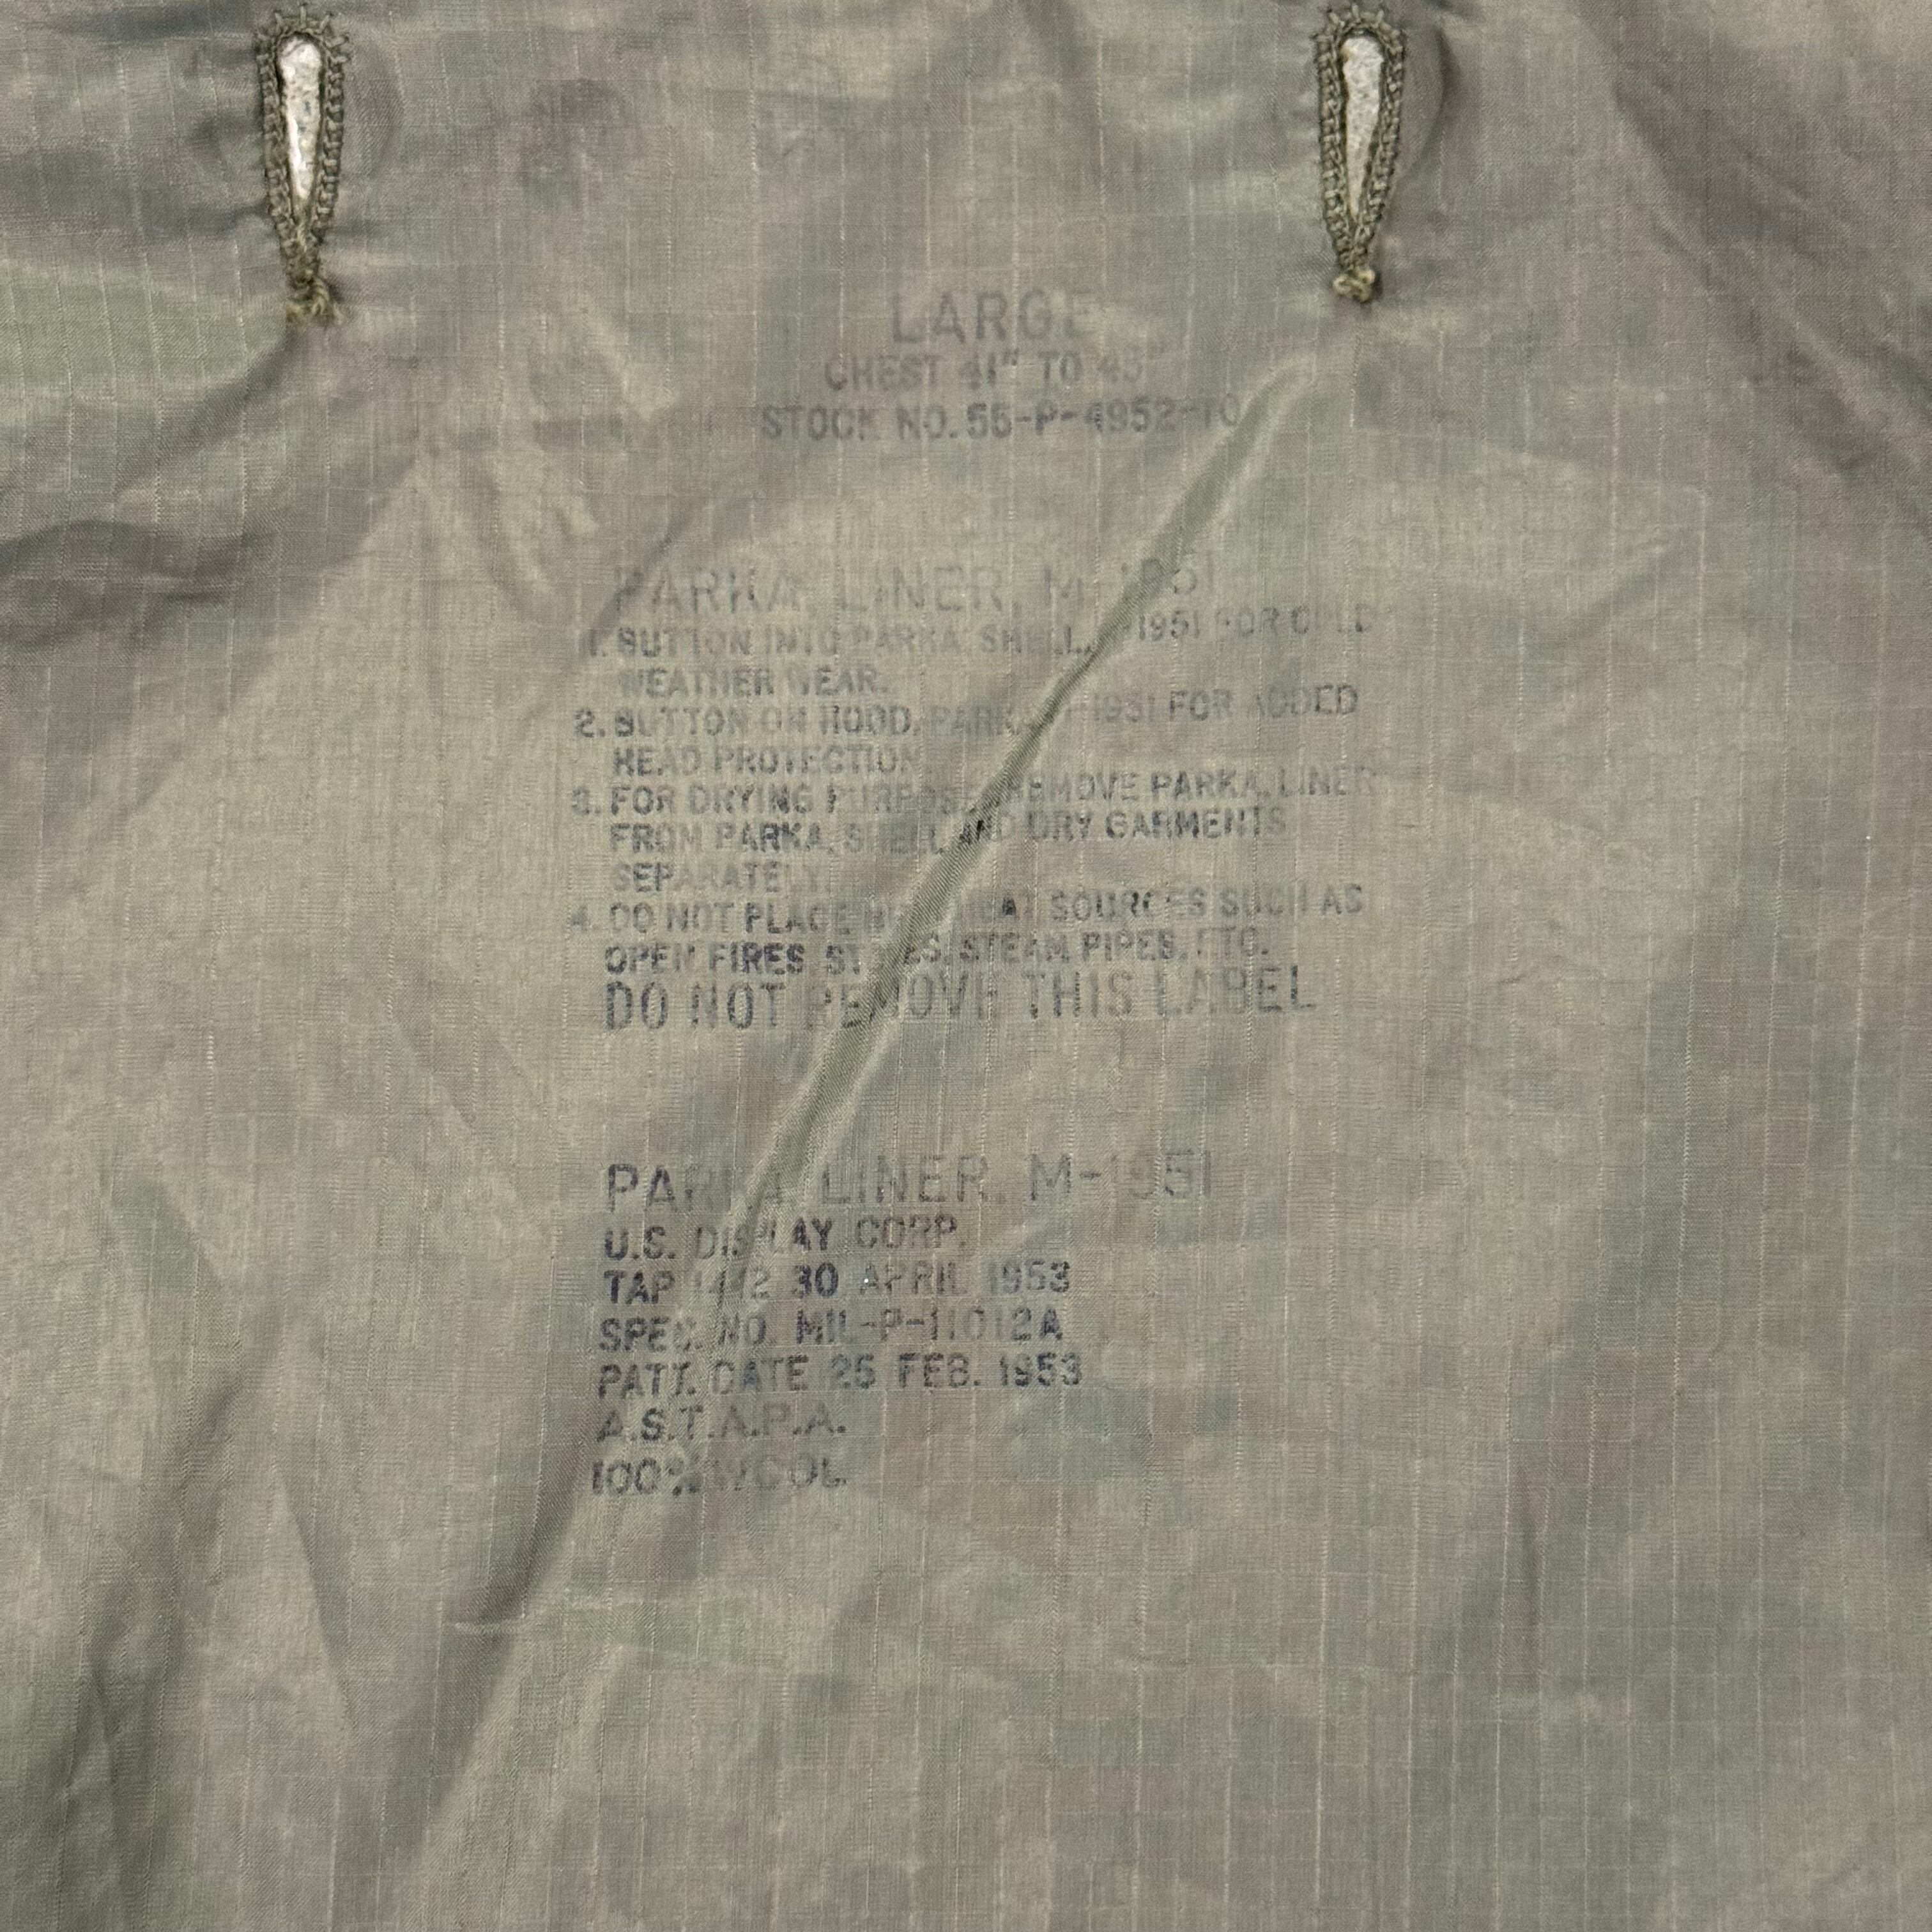 LARGE
CHEST 41" TO 45"
STOCK NO. 55-P-4952-10
PARKA, LINER, M-1951
1. BUTTON INTO PARKA, SHELL, M-1951 FOR COLD
WEATHER WEAR.
2. BUTTON ON HOOD, PARKA, M-1951 FOR ADDED
HEAD PROTECTION.
3. FOR DRYING PURPOSES, REMOVE PARKA, LINER
FROM PARKA, SHELL AND DRY GARMENTS
SEPARATELY.
4. DO NOT PLACE HEAT SOURCES SUCH AS
OPEN FIRES, STOVES, STEAM PIPES, ETC.
DO NOT REMOVE THIS LABEL
PARKA, LINER, M-1951
U.S. DISPLAY CORP.
TAP 30 APRIL 1953
SPEC. NO. MIL-P-11012A
PATT. DATE 25 FEB. 1953
A.S.T.A.P.A.
100% WOOL